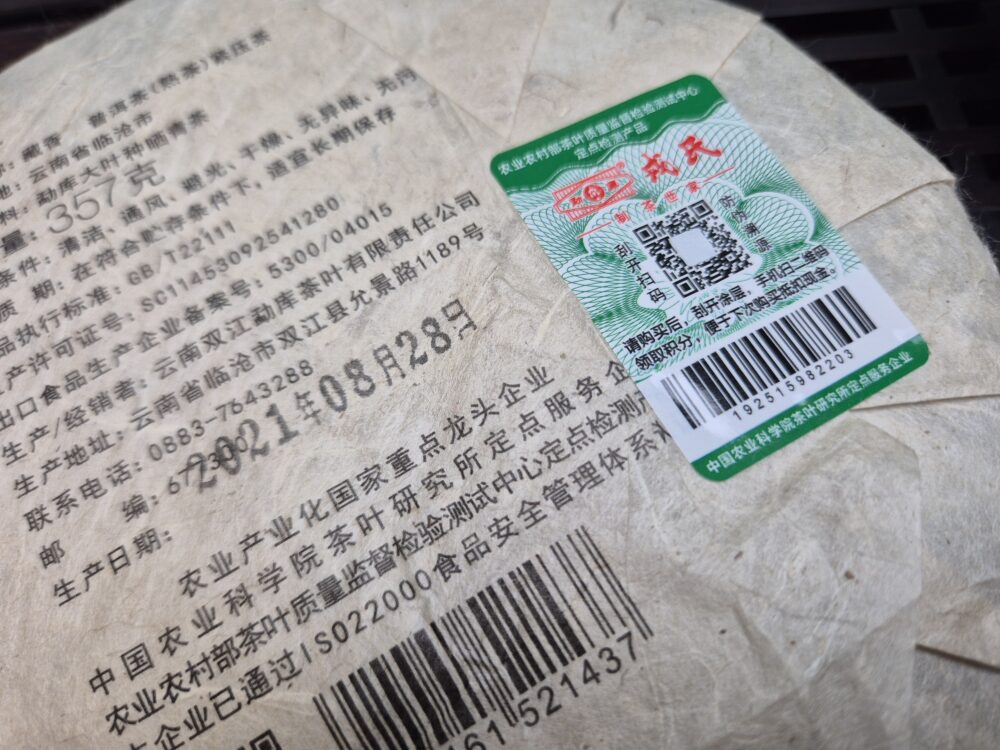 普洱茶(熟茶)紧压茶
云南省临沧市
勐库大叶种晒青茶
量: 357克
条件: 清洁、通风、避光、干燥、无异味、无污
质 期: 在符合贮存条件下,适宜长期保存
品执行标准: GB/T22111
产许可证号: SC11453092541280
出口食品生产企业备案号: 5300/04015
生产/经销者: 云南双江勐库茶叶有限责任公司
生产地址: 云南省临沧市双江县允景路1189号
联系电话: 0883-7643288
邮 编: 677300
生产日期: 2021年08月28日
农业产业化国家重点龙头企业
中国农业科学院茶叶研究所定点服务企
农业农村部茶叶质量监督检验测试中心定点检测
企业已通过ISO22000食品安全管理体系
161521437
农业农村部茶叶质量监督检验测试中心
定点检测产品
勐库
戎氏
制茶世家
刮开扫码
防伪溯源
请购买后,刮开涂层,手机扫二维码
领取积分,便于下次购买抵扣现金。
192515982203
中国农业科学院茶叶研究所定点服务企业